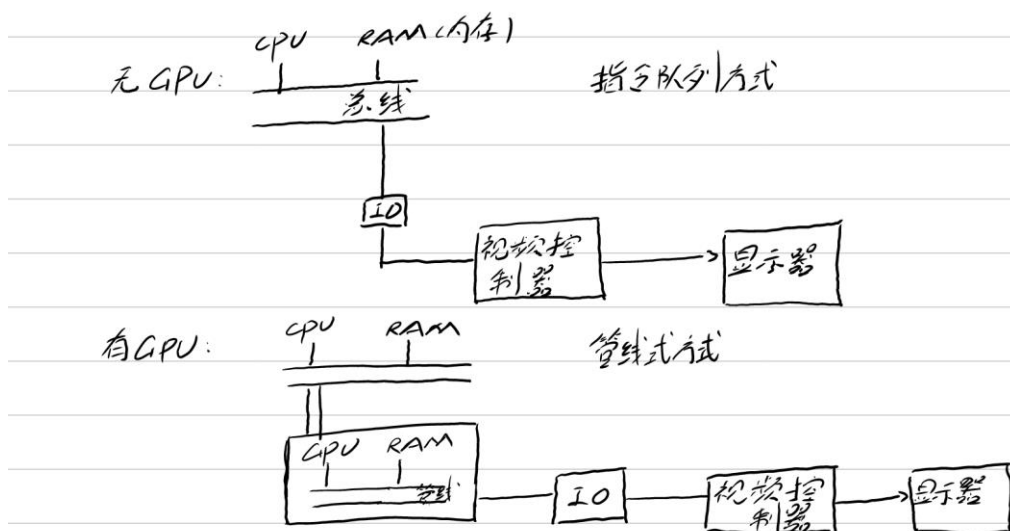 CPU RAM(内存)
无GPU: 指令队列方式
总线
IO
视频控
制器
显示器
CPU RAM
有GPU: 管线式方式
GPU RAM
管线
IO
视频控
制器
显示器